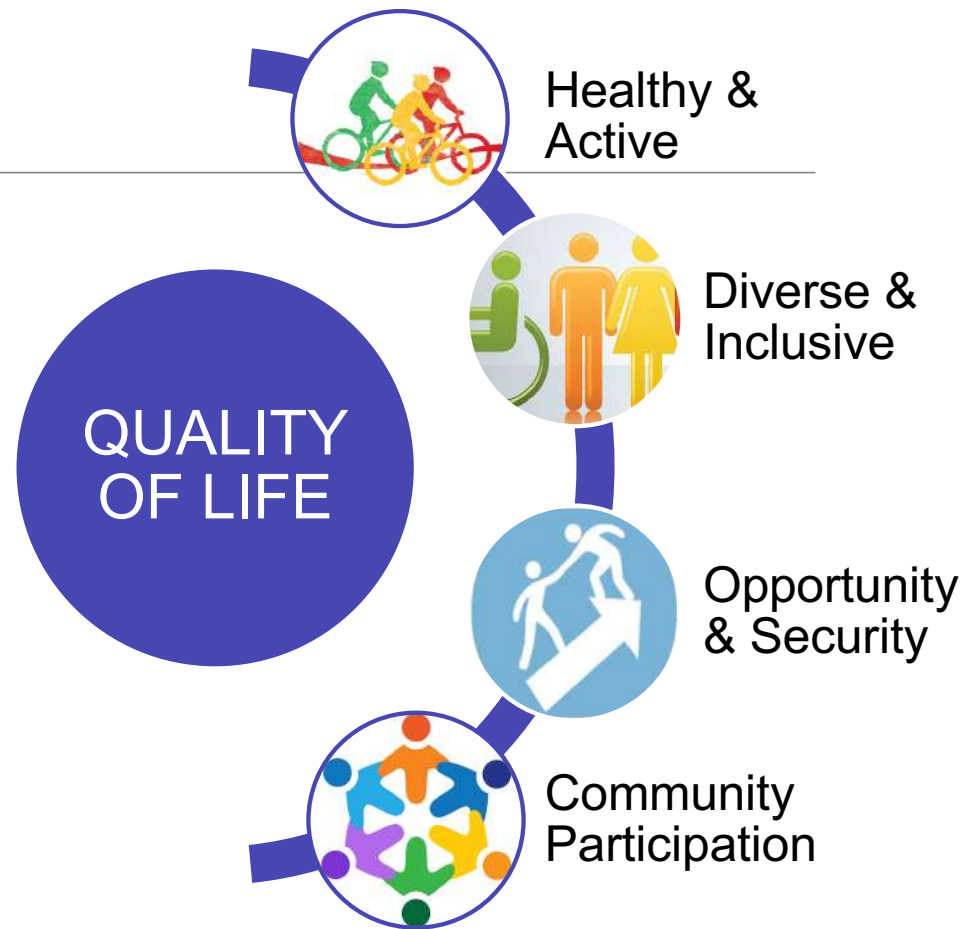 Healthy &
Active
Diverse &
Inclusive
QUALITY
OF LIFE
Opportunity
& Security
Community
Participation